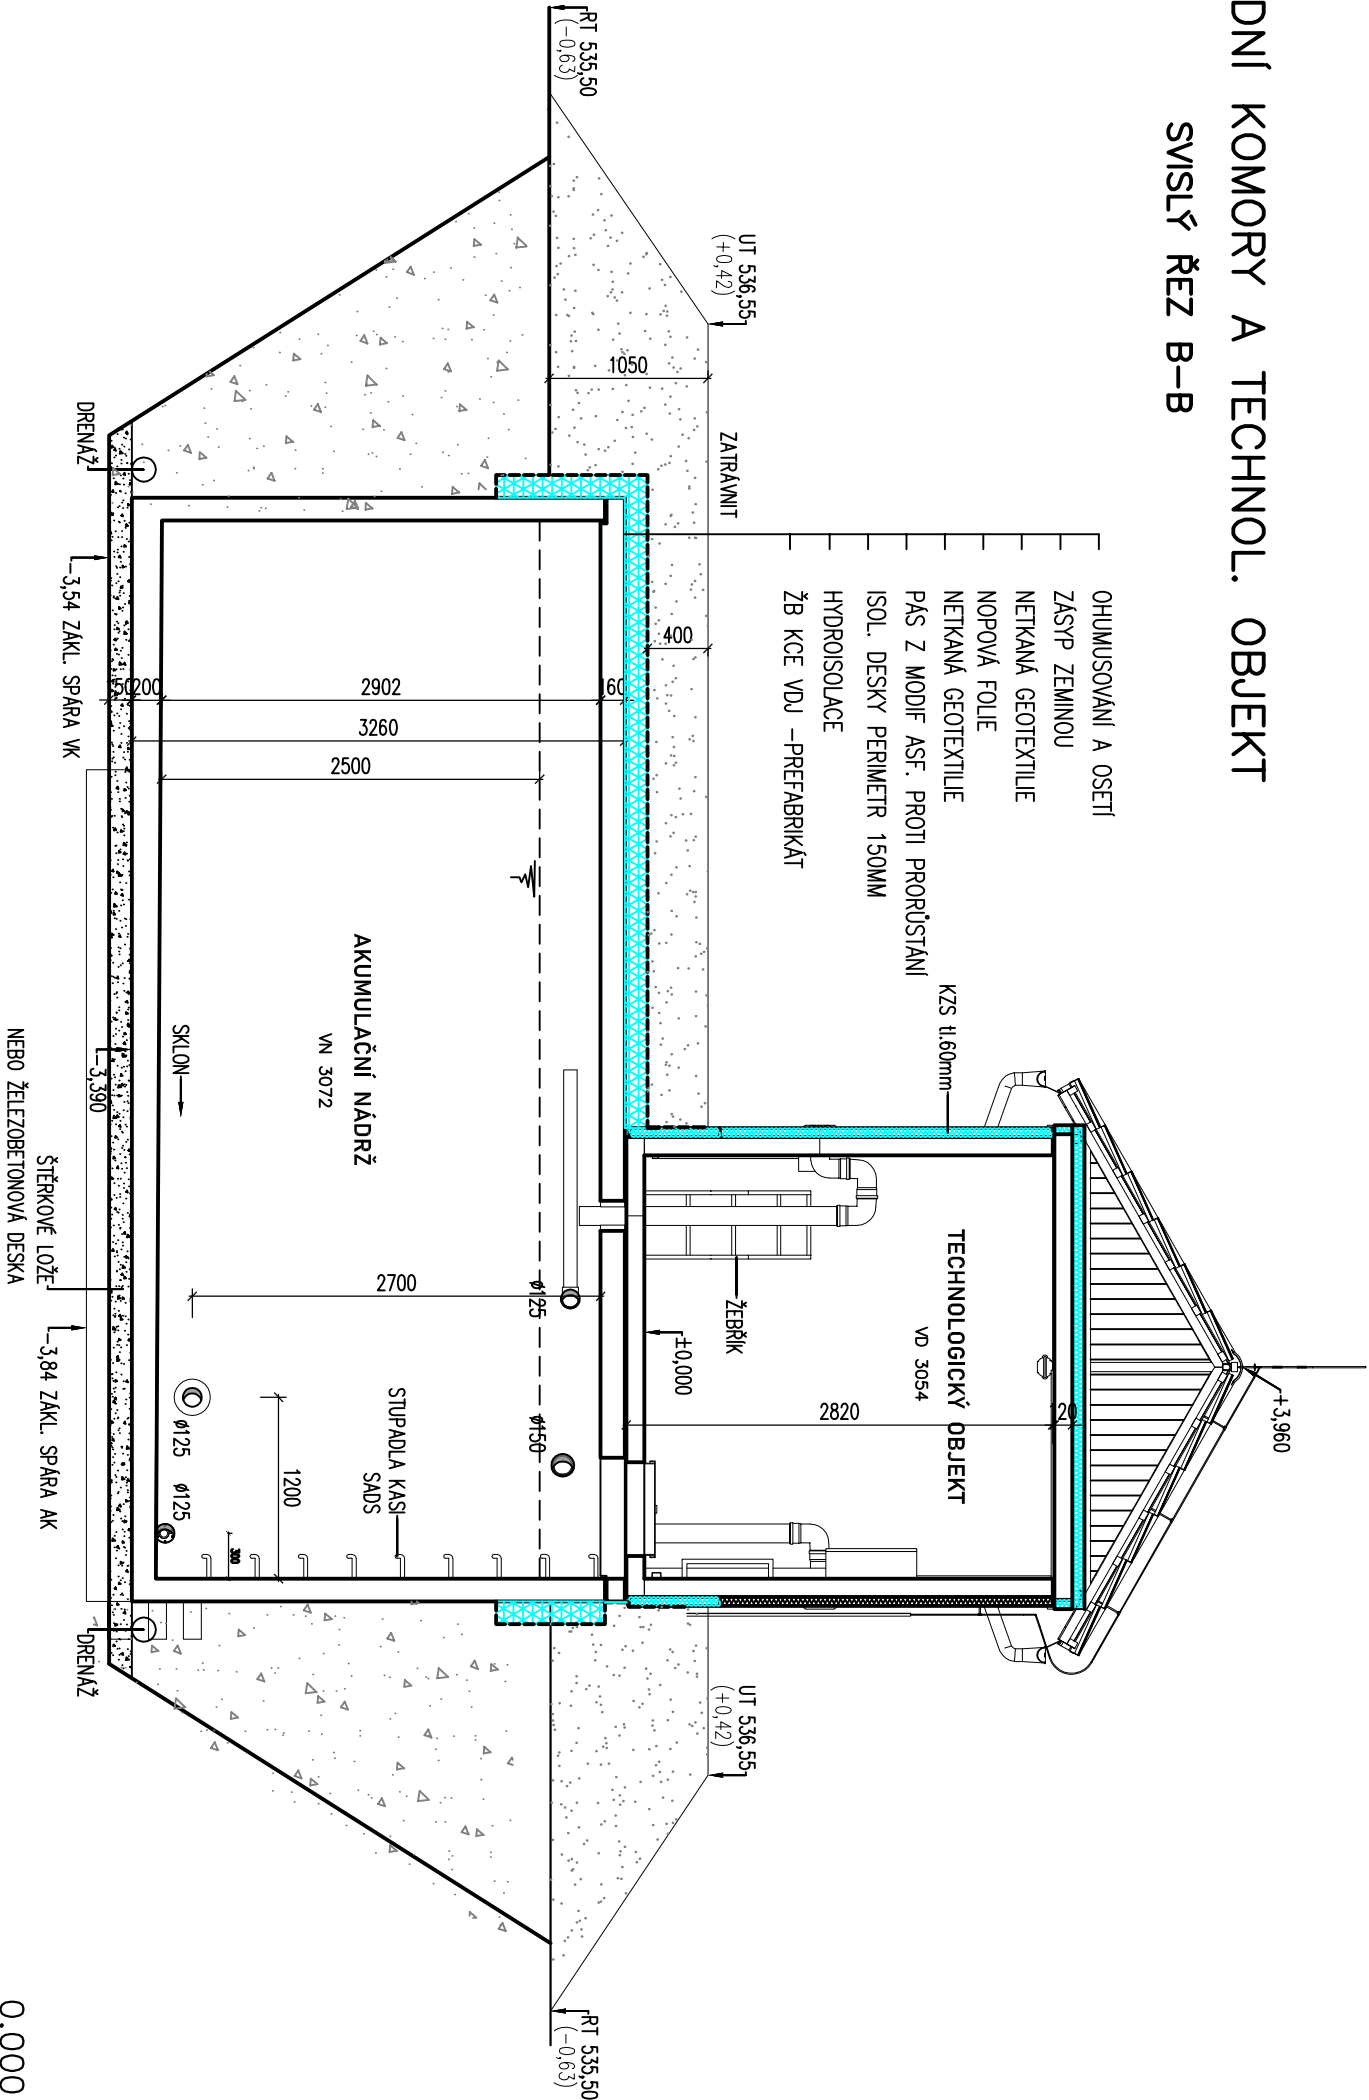 DNÍ KOMORY A TECHNOL. OBJEKT
SVISLÝ ŘEZ B-B
+3,960
OHUMUSOVÁNÍ A OSETÍ
ZÁSYP ZEMINOU
NETKANÁ GEOTEXTILIE
NOPOVÁ FOLIE
NETKANÁ GEOTEXTILIE
PÁS Z MODIF ASF. PROTI PRORŮSTÁNÍ
ISOL. DESKY PERIMETR 150MM
HYDROISOLACE
ŽB KCE VDJ -PREFABRIKÁT
KZS tl.60mm
120
TECHNOLOGICKÝ OBJEKT
VD 3054
2820
ŽEBŘÍK
±0,000
UT 536,55
(+0,42)
ZATRÁVNIT
UT 536,55
(+0,42)
1050
400
RT 535,50
(-0,63)
RT 535,50
(-0,63)
160
2902
3260
2500
200
Ø125
Ø150
AKUMULAČNÍ NÁDRŽ
VN 3072
2700
STUPADLA KASI
SADS
1200
300
SKLON
Ø125
Ø125
DRENÁŽ
-3,54 ZÁKL. SPÁRA VK
-3,390
DRENÁŽ
ŠTĚRKOVÉ LOŽE
NEBO ŽELEZOBETONOVÁ DESKA
-3,84 ZÁKL. SPÁRA AK
0.000